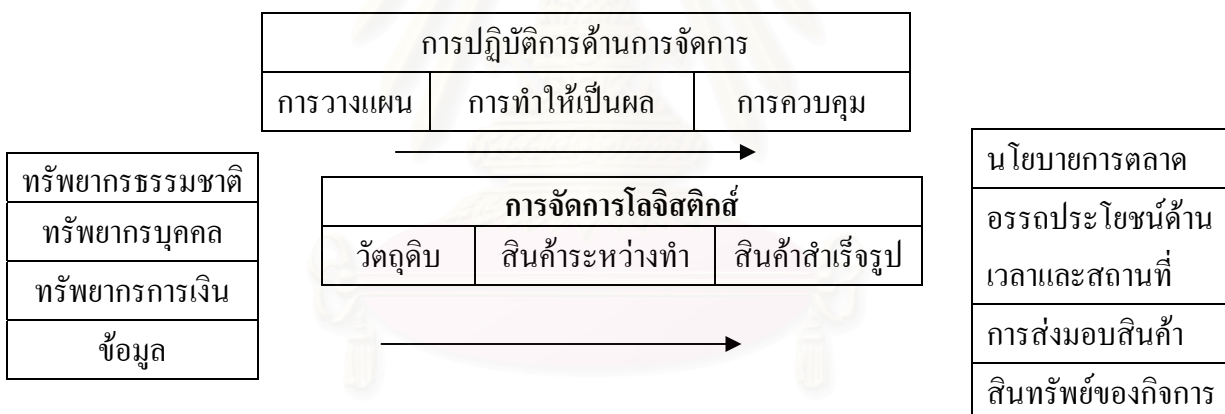 การปฏิบัติการด้านการจัดการ
การวางแผน การทำให้เป็นผล การควบคุม
ทรัพยากรธรรมชาติ
ทรัพยากรบุคคล
ทรัพยากรการเงิน
ข้อมูล
การจัดการโลจิสติกส์
วัตถุดิบ สินค้าระหว่างทำ สินค้าสำเร็จรูป
นโยบายการตลาด
อรรถประโยชน์ด้าน
เวลาและสถานที่
การส่งมอบสินค้า
สินทรัพย์ของกิจการ